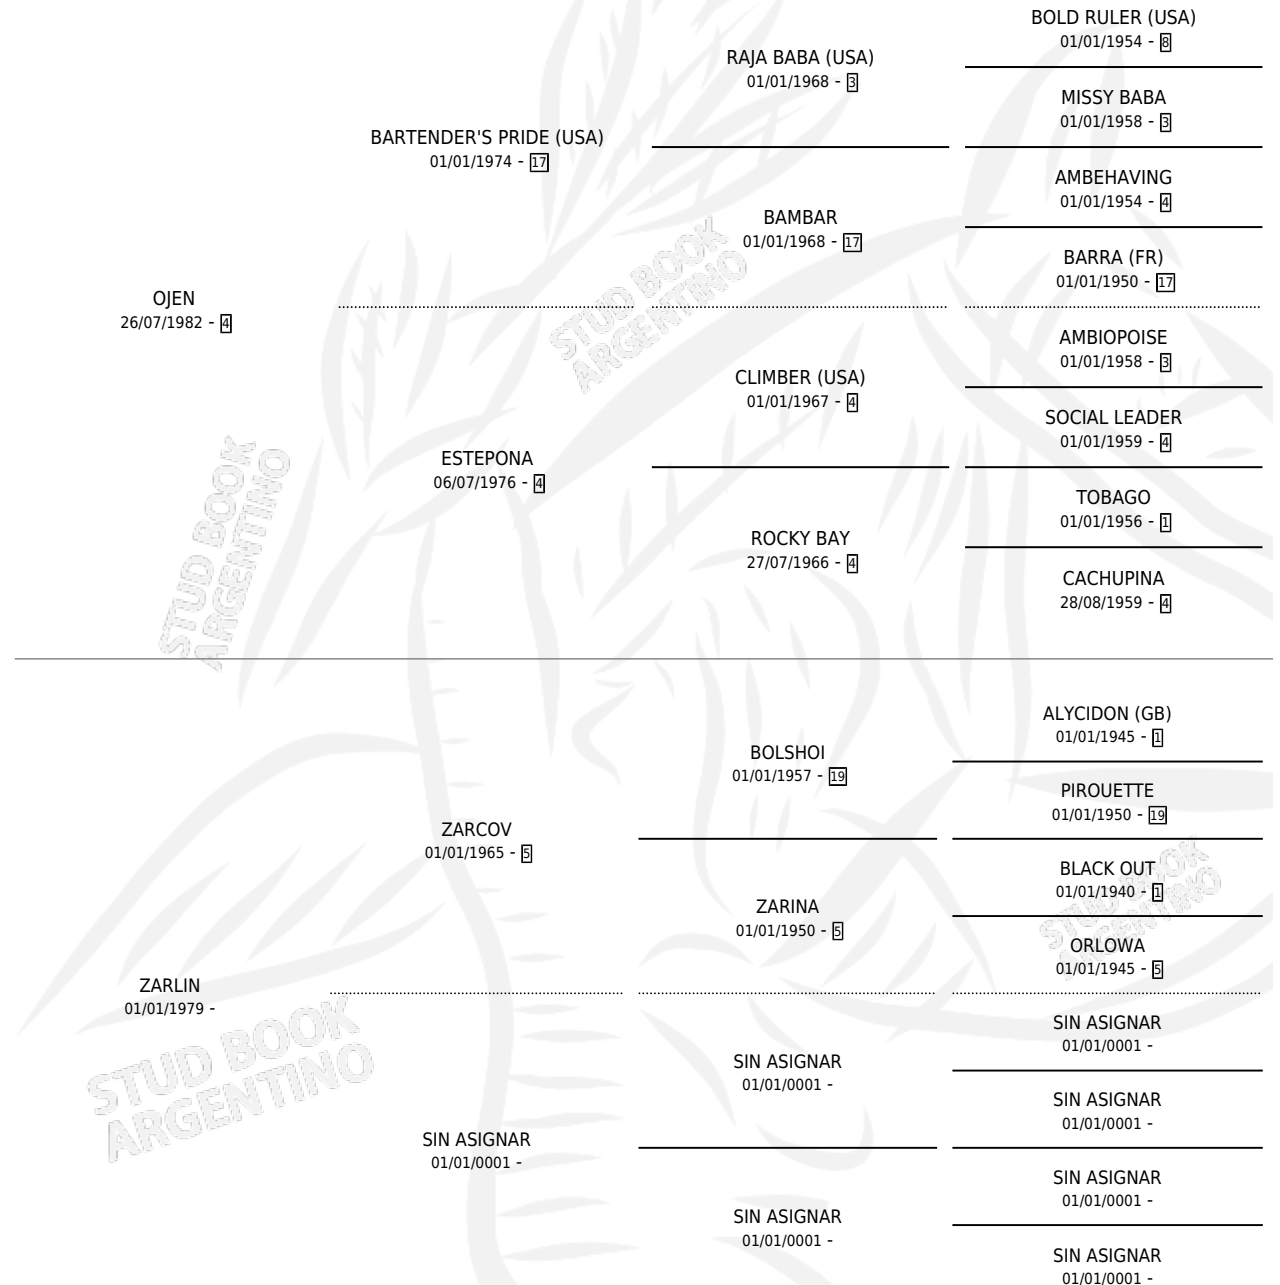 BOLD RULER (USA)
01/01/1954 - 8
RAJA BABA (USA)
01/01/1968 - 3
MISSY BABA
01/01/1958 - 3
BARTENDER'S PRIDE (USA)
01/01/1974 - 17
AMBEHAVING
01/01/1954 - 4
BAMBAR
01/01/1968 - 17
BARRA (FR)
01/01/1950 - 17
OJEN
26/07/1982 - 4
AMBIOPOISE
01/01/1958 - 3
CLIMBER (USA)
01/01/1967 - 4
SOCIAL LEADER
01/01/1959 - 4
ESTEPONA
06/07/1976 - 4
TOBAGO
01/01/1956 - 1
ROCKY BAY
27/07/1966 - 4
CACHUPINA
28/08/1959 - 4
STUD BOOK
ARGENTINO
STUD BOOK
ARGENTINO
ALYCIDON (GB)
01/01/1945 - 1
BOLSHOI
01/01/1957 - 19
PIROUETTE
01/01/1950 - 19
ZARCOV
01/01/1965 - 5
BLACK OUT
01/01/1940 - 1
ZARINA
01/01/1950 - 5
ORLOWA
01/01/1945 - 5
STUD BOOK
ARGENTINO
ZARLIN
01/01/1979 -
SIN ASIGNAR
01/01/0001 -
SIN ASIGNAR
01/01/0001 -
SIN ASIGNAR
01/01/0001 -
SIN ASIGNAR
01/01/0001 -
SIN ASIGNAR
01/01/0001 -
SIN ASIGNAR
01/01/0001 -
SIN ASIGNAR
01/01/0001 -
STUD BOOK
ARGENTINO